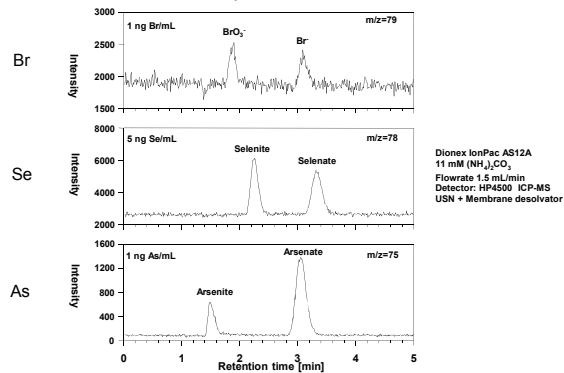 3000
1 ng Br/mL
m/z=79
BrO₃⁻
Br⁻
2500
Br
Intensity
2000
1500
8000
5 ng Se/mL
m/z=78
Selenite
Selenate
6000
Se
Intensity
4000
2000
Dionex IonPac AS12A
11 mM (NH₄)₂CO₃
Flowrate 1.5 mL/min
Detector: HP4500 ICP-MS
USN + Membrane desolvator
1600
1 ng As/mL
Arsenate
m/z=75
1200
As
Intensity
Arsenite
800
400
0
0 1 2 3 4 5
Retention time [min]